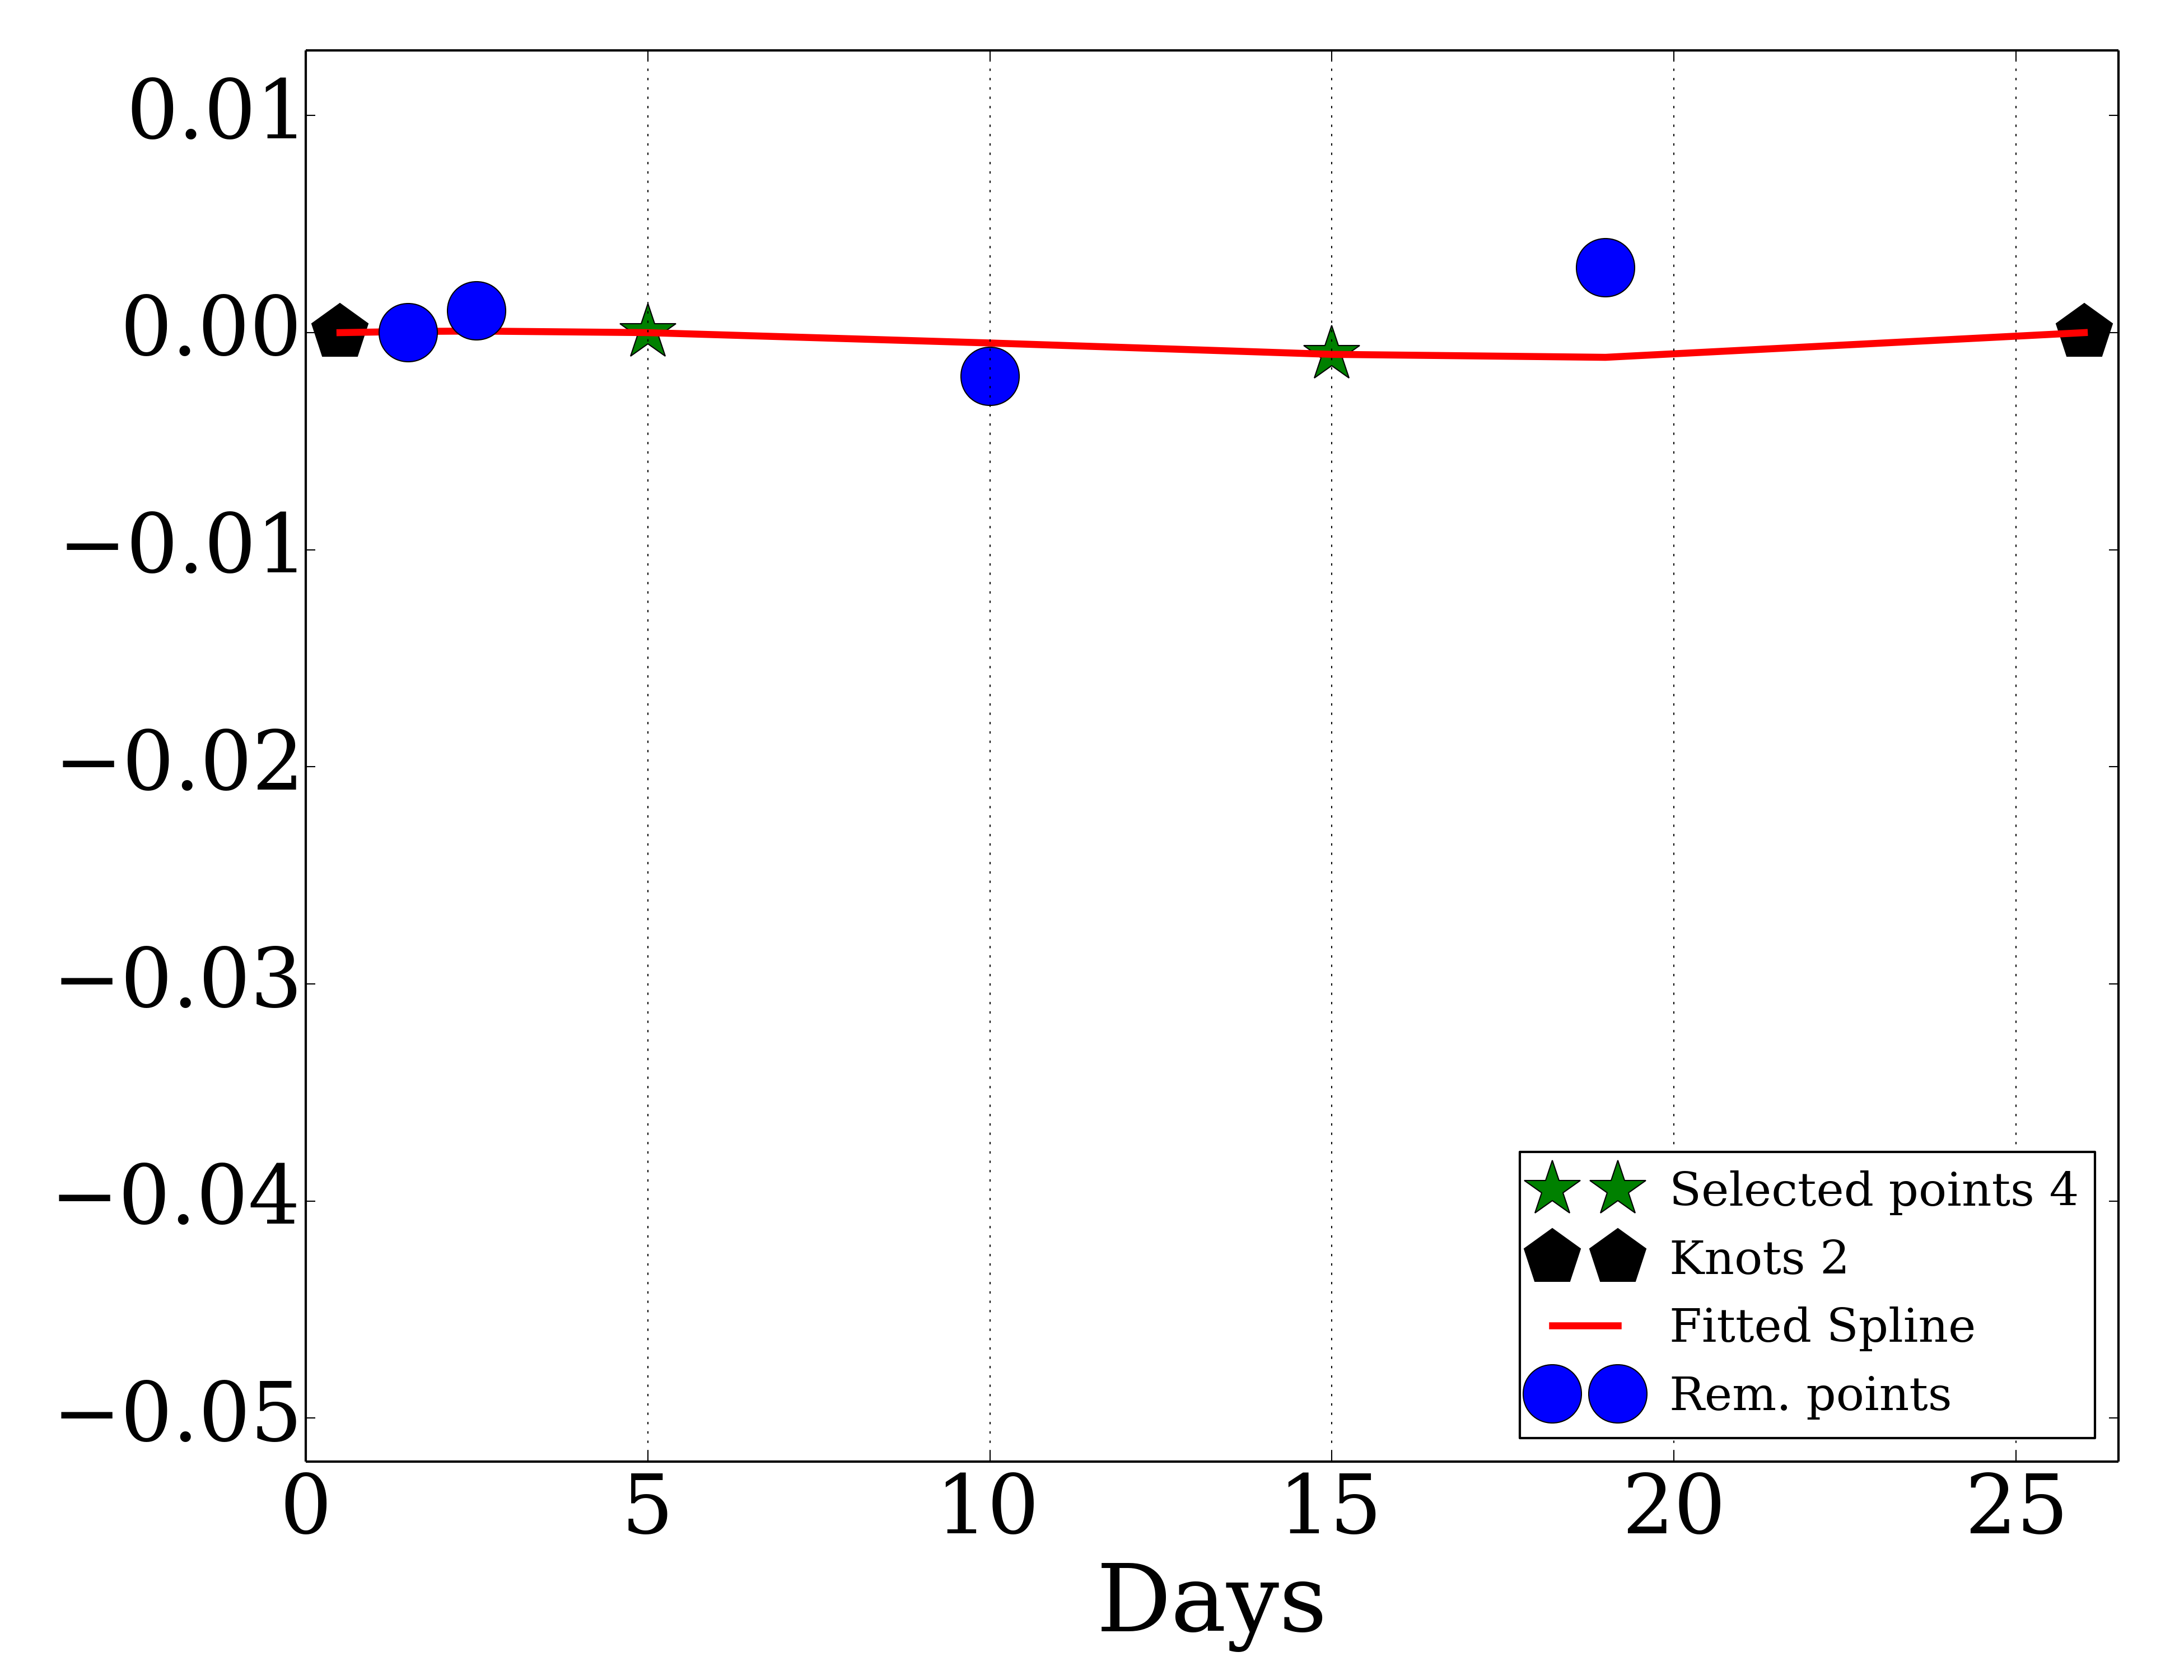 0.01
0.00
−0.01
−0.02
−0.03
−0.04
−0.05
0 5 10 15 20 25
Days
Selected points 4
Knots 2
Fitted Spline
Rem. points